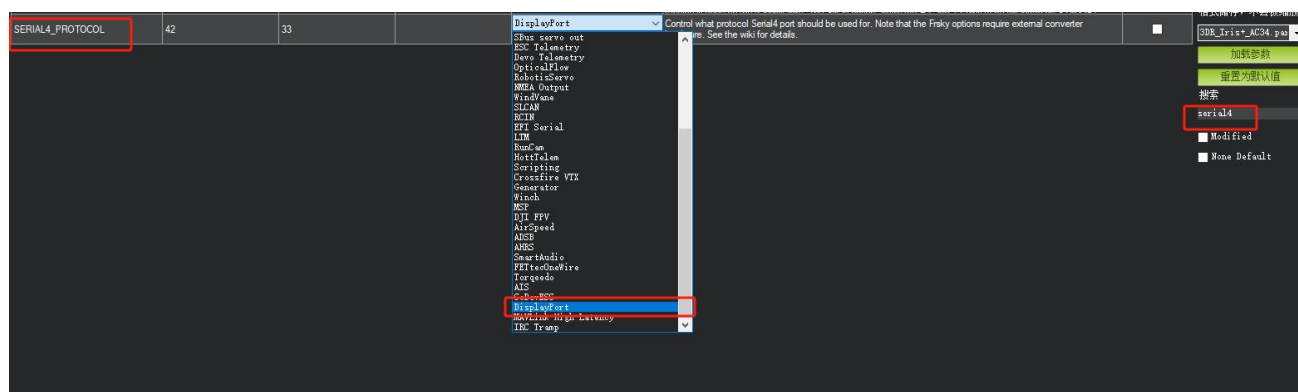 SERIAL4_PROTOCOL
42
33
DisplayPort
Control what protocol Serial4 port should be used for. Note that the Frsky options require external converter
hardware. See the wiki for details.
SBus servo out
ESC Telemetry
Devo Telemetry
OpticalFlow
RobotisServo
NMEA Output
WindVane
SLCAN
RCIN
EFI Serial
LTM
RunCam
HottTelem
Scripting
Crossfire VTX
Generator
Winch
MSP
DJI FPV
AirSpeed
ADSB
AHRS
SmartAudio
FETtecOneWire
Torqeedo
AIS
CoDevESC
DisplayPort
MAVLink High Latency
IRC Tramp
3DR_Iris+_AC34.par
加载参数
重置为默认值
搜索
serial4
Modified
None Default